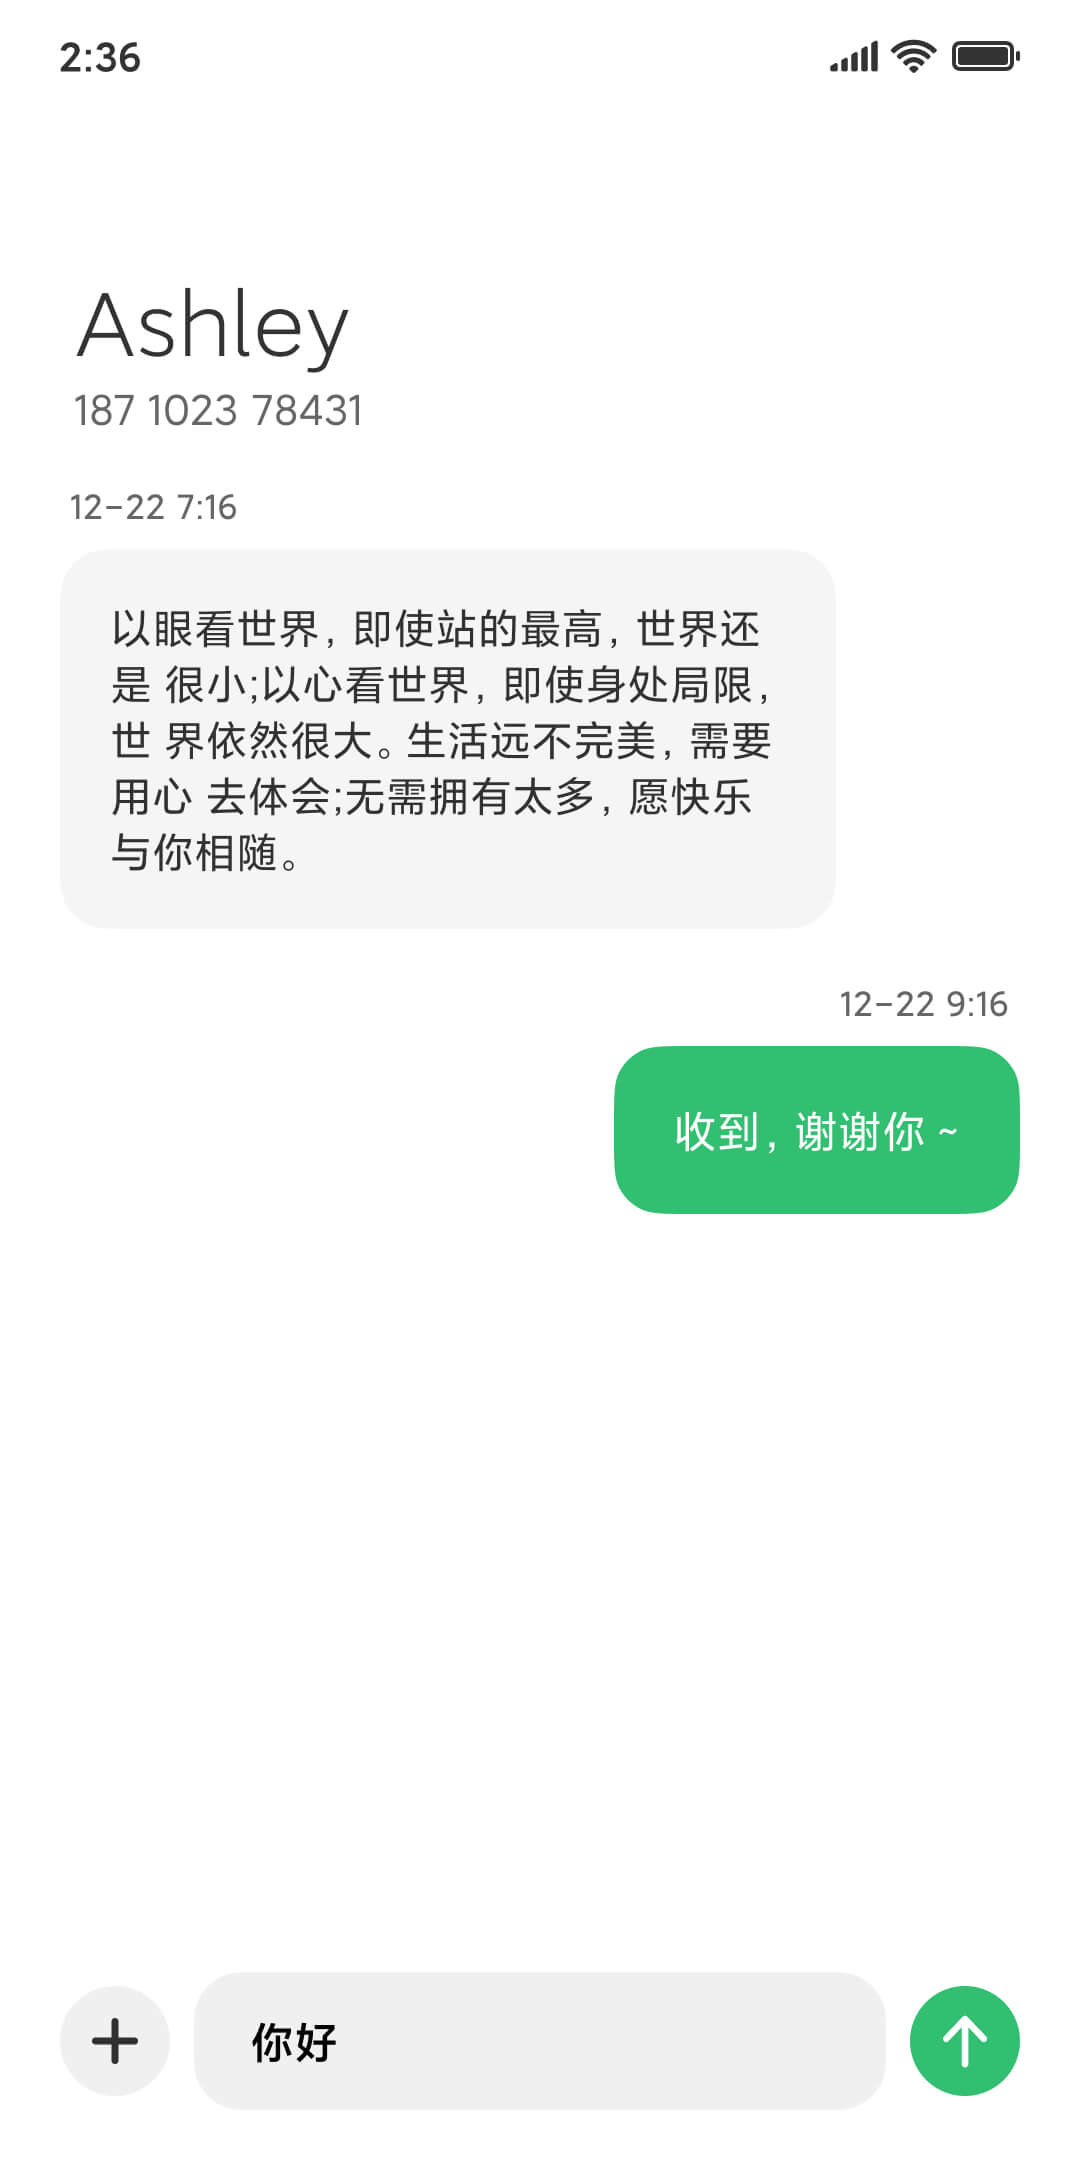 2:36
Ashley
187 1023 78431
12-22 7:16
以眼看世界，即使站的最高，世界还
是 很小;以心看世界，即使身处局限，
世 界依然很大。生活远不完美，需要
用心 去体会;无需拥有太多，愿快乐
与你相随。
12-22 9:16
收到，谢谢你 ~
你好